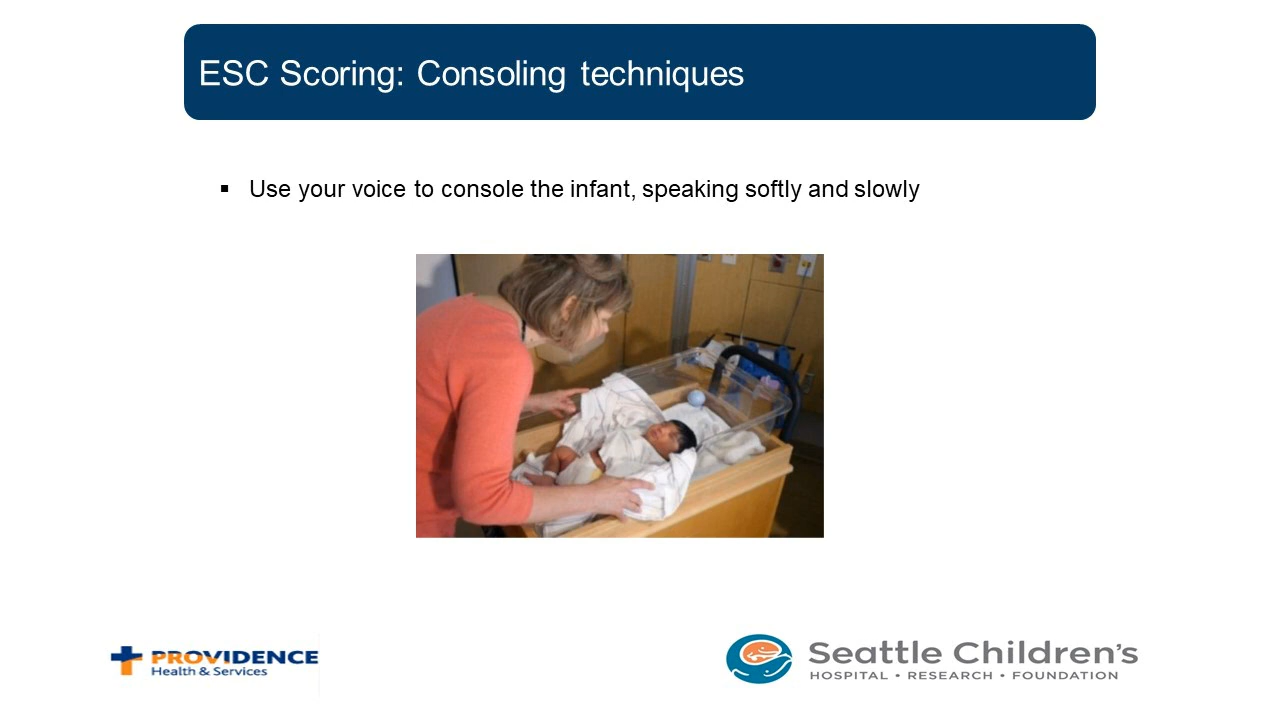 ESC Scoring: Consoling techniques
▪ Use your voice to console the infant, speaking softly and slowly
PROVIDENCE
Health & Services
Seattle Children's
HOSPITAL • RESEARCH • FOUNDATION